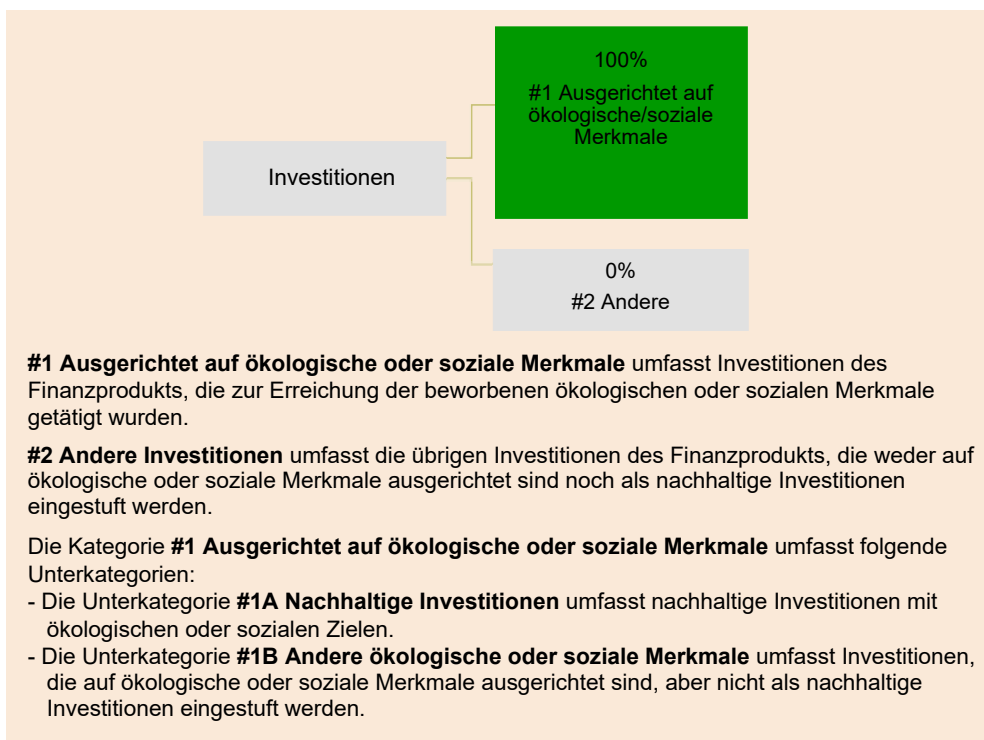 100%
#1 Ausgerichtet auf
ökologische/soziale
Merkmale
Investitionen
0%
#2 Andere
#1 Ausgerichtet auf ökologische oder soziale Merkmale umfasst Investitionen des
Finanzprodukts, die zur Erreichung der beworbenen ökologischen oder sozialen Merkmale
getätigt wurden.
#2 Andere Investitionen umfasst die übrigen Investitionen des Finanzprodukts, die weder auf
ökologische oder soziale Merkmale ausgerichtet sind noch als nachhaltige Investitionen
eingestuft werden.
Die Kategorie #1 Ausgerichtet auf ökologische oder soziale Merkmale umfasst folgende
Unterkategorien:
- Die Unterkategorie #1A Nachhaltige Investitionen umfasst nachhaltige Investitionen mit
ökologischen oder sozialen Zielen.
- Die Unterkategorie #1B Andere ökologische oder soziale Merkmale umfasst Investitionen,
die auf ökologische oder soziale Merkmale ausgerichtet sind, aber nicht als nachhaltige
Investitionen eingestuft werden.